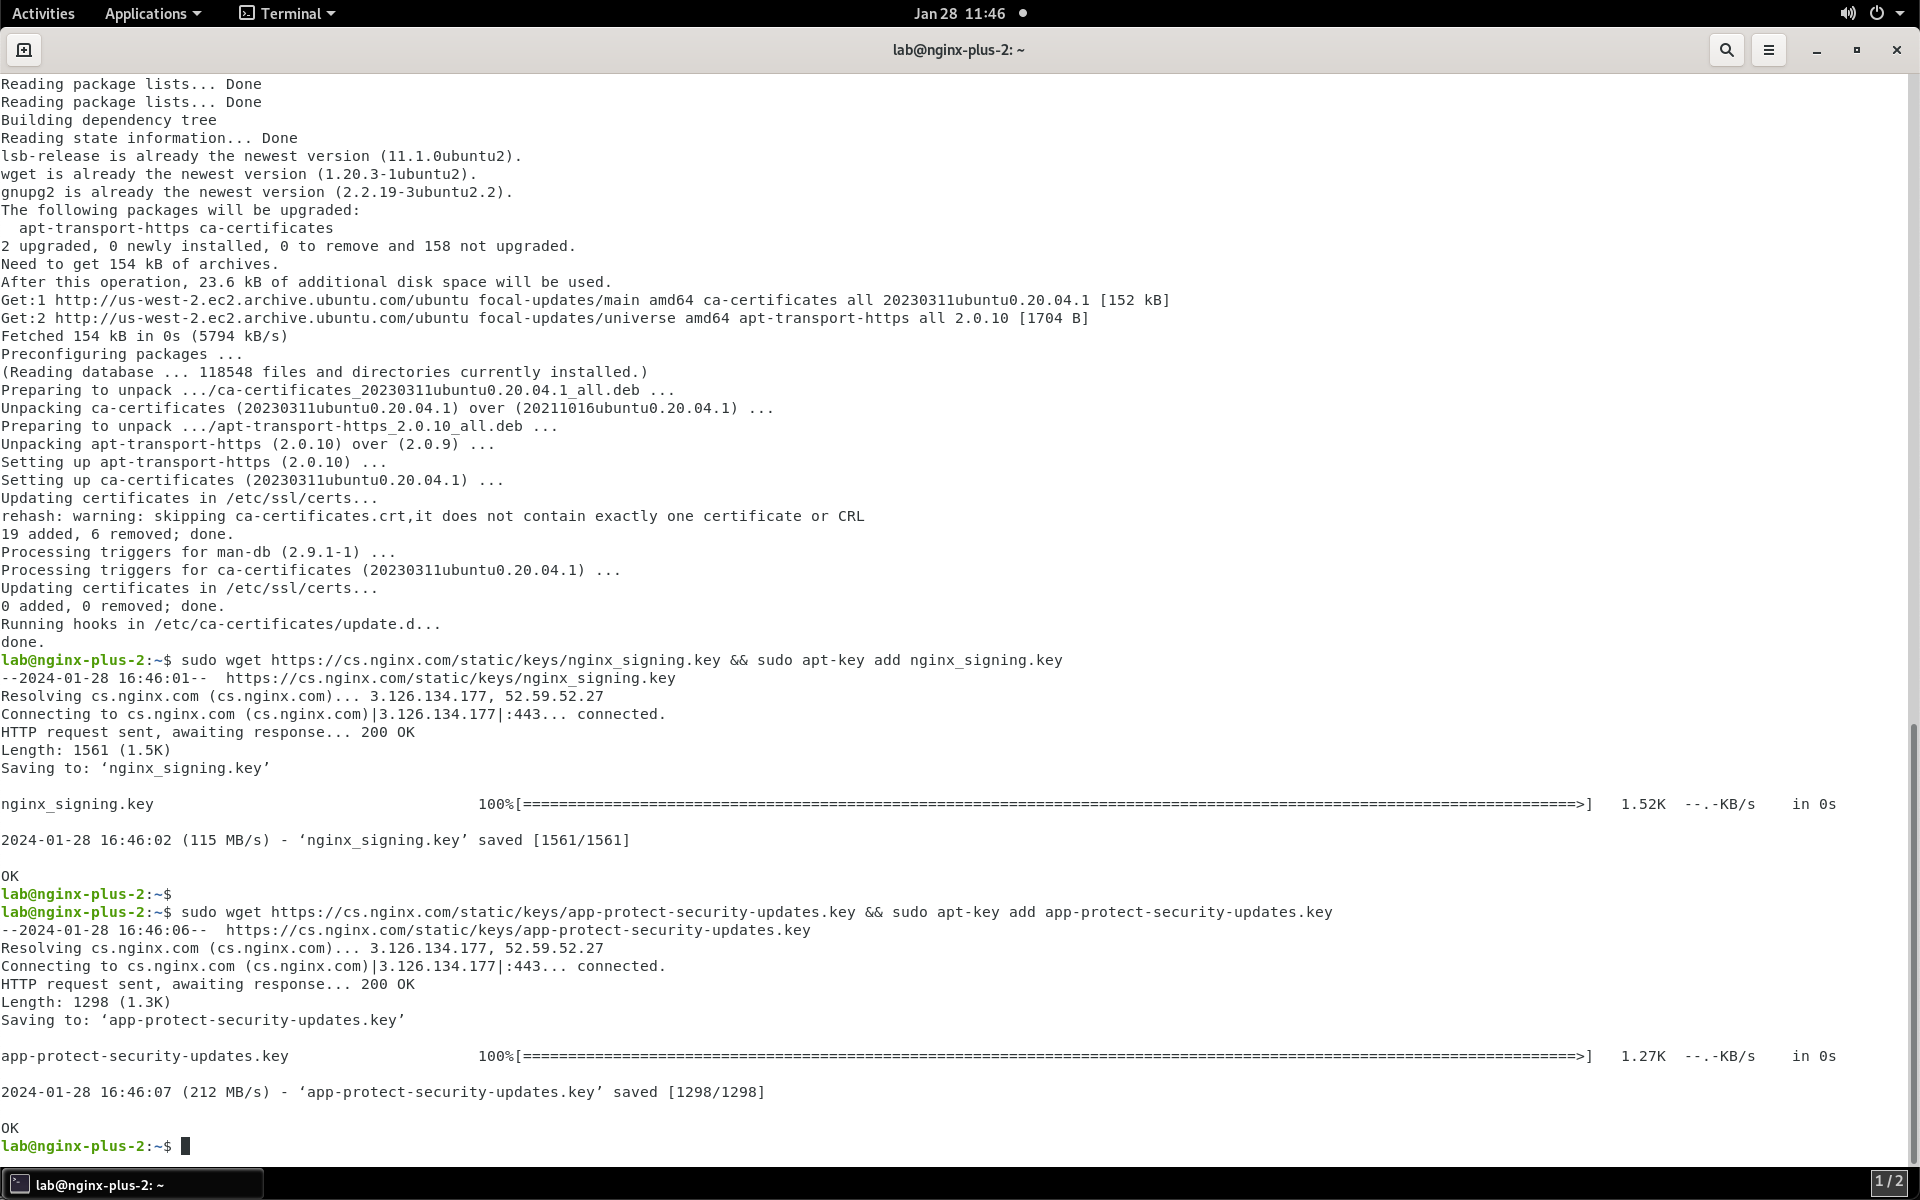 Activities Applications Terminal Jan 28 11:46
lab@nginx-plus-2: ~
Reading package lists... Done
Reading package lists... Done
Building dependency tree
Reading state information... Done
lsb-release is already the newest version (11.1.0ubuntu2).
wget is already the newest version (1.20.3-1ubuntu2).
gnupg2 is already the newest version (2.2.19-3ubuntu2.2).
The following packages will be upgraded:
  apt-transport-https ca-certificates
2 upgraded, 0 newly installed, 0 to remove and 158 not upgraded.
Need to get 154 kB of archives.
After this operation, 23.6 kB of additional disk space will be used.
Get:1 http://us-west-2.ec2.archive.ubuntu.com/ubuntu focal-updates/main amd64 ca-certificates all 20230311ubuntu0.20.04.1 [152 kB]
Get:2 http://us-west-2.ec2.archive.ubuntu.com/ubuntu focal-updates/universe amd64 apt-transport-https all 2.0.10 [1704 B]
Fetched 154 kB in 0s (5794 kB/s)
Preconfiguring packages ...
(Reading database ... 118548 files and directories currently installed.)
Preparing to unpack .../ca-certificates_20230311ubuntu0.20.04.1_all.deb ...
Unpacking ca-certificates (20230311ubuntu0.20.04.1) over (20211016ubuntu0.20.04.1) ...
Preparing to unpack .../apt-transport-https_2.0.10_all.deb ...
Unpacking apt-transport-https (2.0.10) over (2.0.9) ...
Setting up apt-transport-https (2.0.10) ...
Setting up ca-certificates (20230311ubuntu0.20.04.1) ...
Updating certificates in /etc/ssl/certs...
rehash: warning: skipping ca-certificates.crt,it does not contain exactly one certificate or CRL
19 added, 6 removed; done.
Processing triggers for man-db (2.9.1-1) ...
Processing triggers for ca-certificates (20230311ubuntu0.20.04.1) ...
Updating certificates in /etc/ssl/certs...
0 added, 0 removed; done.
Running hooks in /etc/ca-certificates/update.d...
done.
lab@nginx-plus-2:~$ sudo wget https://cs.nginx.com/static/keys/nginx_signing.key && sudo apt-key add nginx_signing.key
--2024-01-28 16:46:01--  https://cs.nginx.com/static/keys/nginx_signing.key
Resolving cs.nginx.com (cs.nginx.com)... 3.126.134.177, 52.59.52.27
Connecting to cs.nginx.com (cs.nginx.com)|3.126.134.177|:443... connected.
HTTP request sent, awaiting response... 200 OK
Length: 1561 (1.5K)
Saving to: ‘nginx_signing.key’
nginx_signing.key 100%[=====================================================================================================================>] 1.52K --.-KB/s in 0s
2024-01-28 16:46:02 (115 MB/s) - ‘nginx_signing.key’ saved [1561/1561]
OK
lab@nginx-plus-2:~$
lab@nginx-plus-2:~$ sudo wget https://cs.nginx.com/static/keys/app-protect-security-updates.key && sudo apt-key add app-protect-security-updates.key
--2024-01-28 16:46:06--  https://cs.nginx.com/static/keys/app-protect-security-updates.key
Resolving cs.nginx.com (cs.nginx.com)... 3.126.134.177, 52.59.52.27
Connecting to cs.nginx.com (cs.nginx.com)|3.126.134.177|:443... connected.
HTTP request sent, awaiting response... 200 OK
Length: 1298 (1.3K)
Saving to: ‘app-protect-security-updates.key’
app-protect-security-updates.key 100%[=====================================================================================================================>] 1.27K --.-KB/s in 0s
2024-01-28 16:46:07 (212 MB/s) - ‘app-protect-security-updates.key’ saved [1298/1298]
OK
lab@nginx-plus-2:~$
lab@nginx-plus-2: ~ 1 / 2